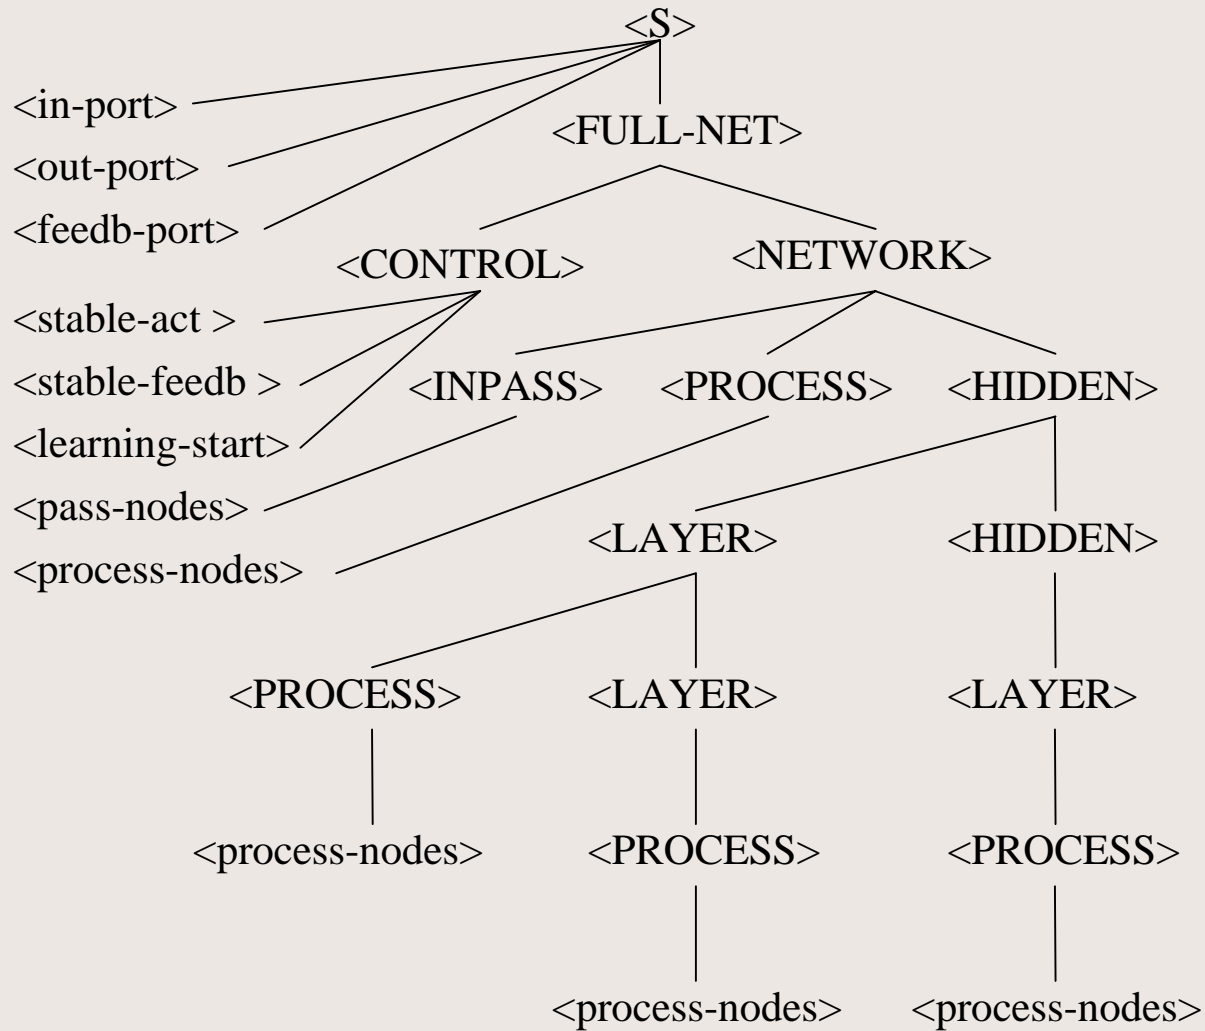 <S>
<in-port>
<FULL-NET>
<out-port>
<feedb-port>
<CONTROL>
<NETWORK>
<stable-act >
<stable-feedb >
<INPASS>
<PROCESS>
<HIDDEN>
<learning-start>
<pass-nodes>
<LAYER>
<HIDDEN>
<process-nodes>
<PROCESS>
<LAYER>
<LAYER>
<process-nodes>
<PROCESS>
<PROCESS>
<process-nodes>
<process-nodes>